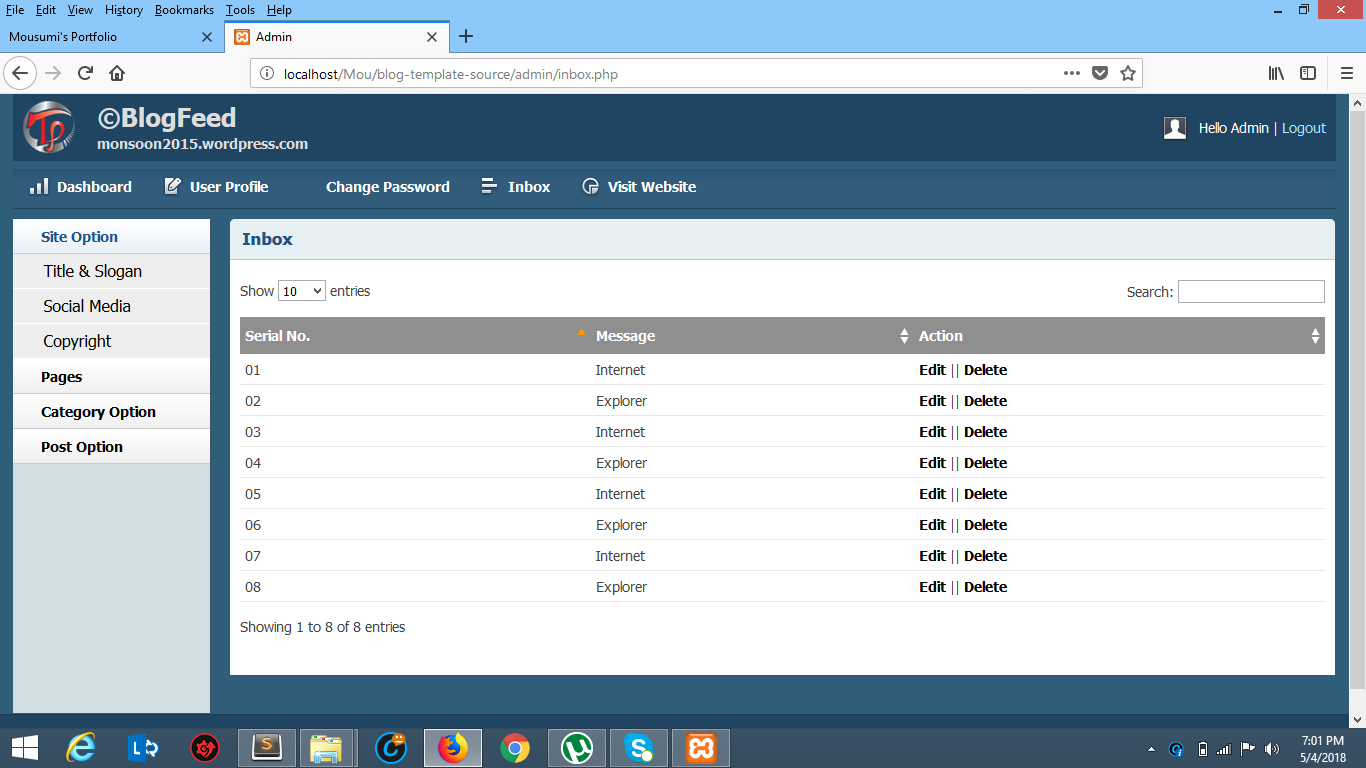 File Edit View History Bookmarks Tools Help
Mousumi's Portfolio Admin
localhost/Mou/blog-template-source/admin/inbox.php
©BlogFeed
monsoon2015.wordpress.com
Hello Admin | Logout
Dashboard User Profile Change Password Inbox Visit Website
Site Option
Title & Slogan
Social Media
Copyright
Pages
Category Option
Post Option
Inbox
Show 10 entries Search:
Serial No. Message Action
01 Internet Edit || Delete
02 Explorer Edit || Delete
03 Internet Edit || Delete
04 Explorer Edit || Delete
05 Internet Edit || Delete
06 Explorer Edit || Delete
07 Internet Edit || Delete
08 Explorer Edit || Delete
Showing 1 to 8 of 8 entries
7:01 PM
5/4/2018